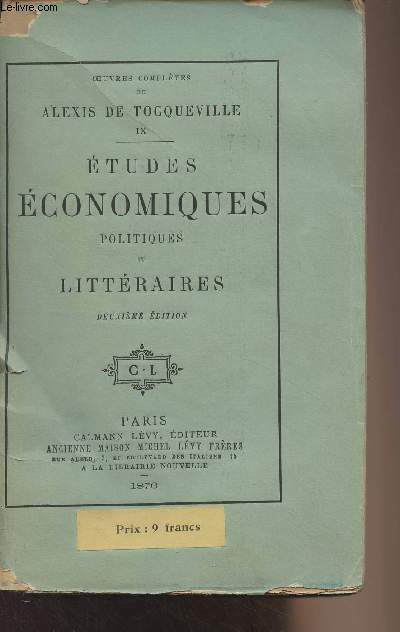 Le-livre.com
ŒUVRES COMPLÈTES
DE
ALEXIS DE TOCQUEVILLE
IX
ÉTUDES
ÉCONOMIQUES
POLITIQUES
ET
LITTÉRAIRES
DEUXIÈME ÉDITION
C·L
PARIS
CALMANN LÉVY, ÉDITEUR
ANCIENNE MAISON MICHEL LÉVY FRÈRES
RUE AUBER, 3, ET BOULEVARD DES ITALIENS, 15
A LA LIBRAIRIE NOUVELLE
Prix : 9 francs